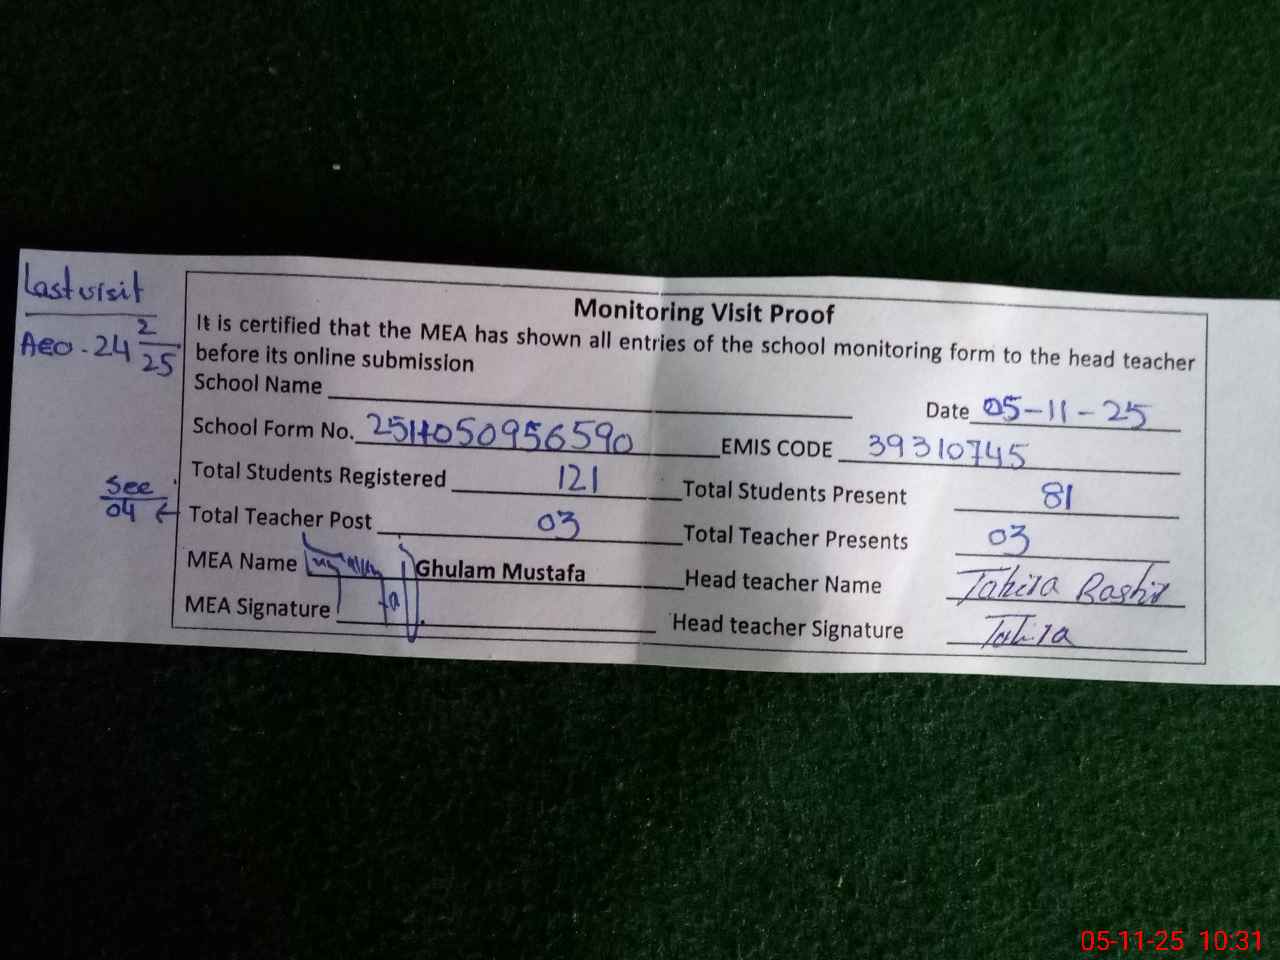 Last visit
AEO - 24 2/25
See
04 ←
Monitoring Visit Proof
It is certified that the MEA has shown all entries of the school monitoring form to the head teacher
before its online submission
School Name
Date 05-11-25
School Form No. 2511050956590 EMIS CODE 39310745
Total Students Registered 121 Total Students Present 81
Total Teacher Post 03 Total Teacher Presents 03
MEA Name Ghulam Mustafa Head teacher Name Tahira Bashir
MEA Signature Head teacher Signature Tahira
05-11-25 10:31